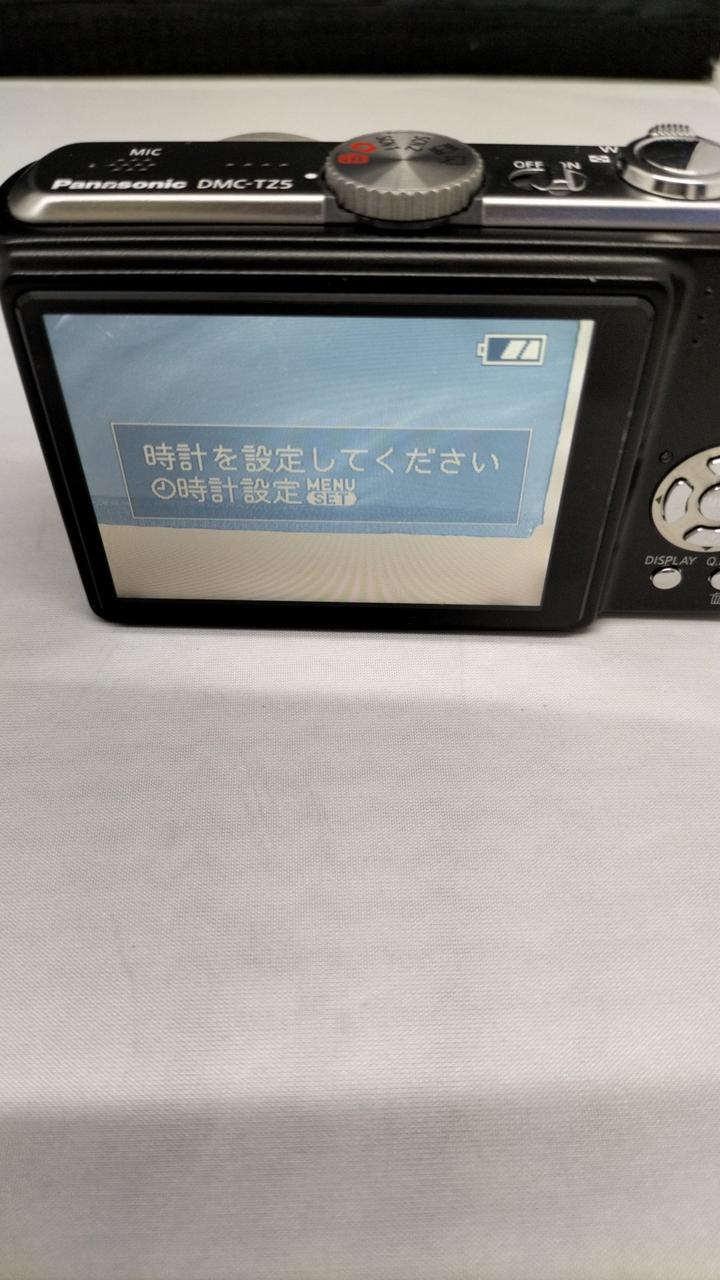 MIC
Panasonic DMC-TZ5
OFF ON
W
時計を設定してください
時計設定 MENU
SET
DISPLAY